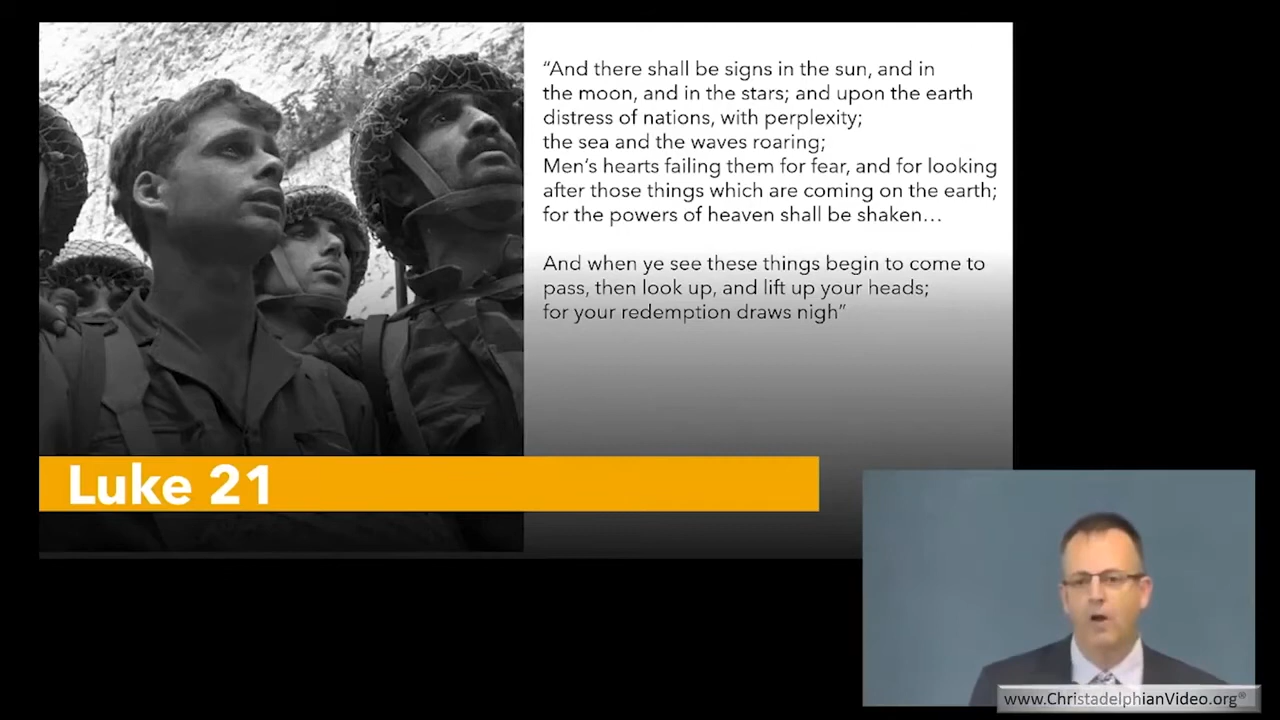 “And there shall be signs in the sun, and in
the moon, and in the stars; and upon the earth
distress of nations, with perplexity;
the sea and the waves roaring;
Men’s hearts failing them for fear, and for looking
after those things which are coming on the earth;
for the powers of heaven shall be shaken…
And when ye see these things begin to come to
pass, then look up, and lift up your heads;
for your redemption draws nigh”
Luke 21
www.ChristadelphianVideo.org®